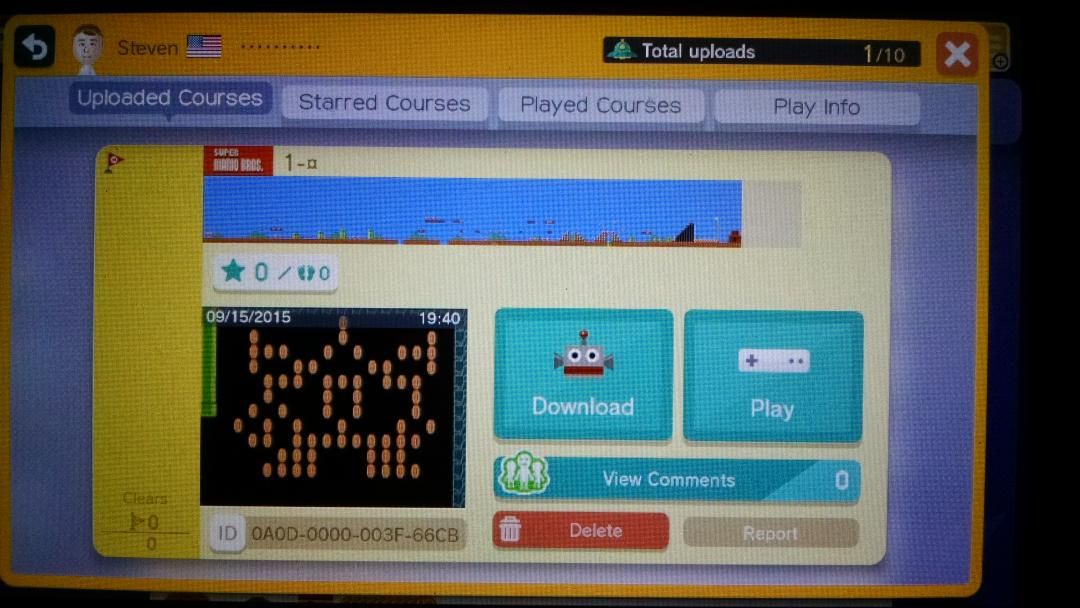 Steven ··········
Total uploads 1/10
Uploaded Courses
Starred Courses
Played Courses
Play Info
SUPER MARIO BROS.
1-¤
0 / 0
09/15/2015 19:40
Download
Play
View Comments 0
Clears
0
0
ID 0A0D-0000-003F-66CB
Delete
Report